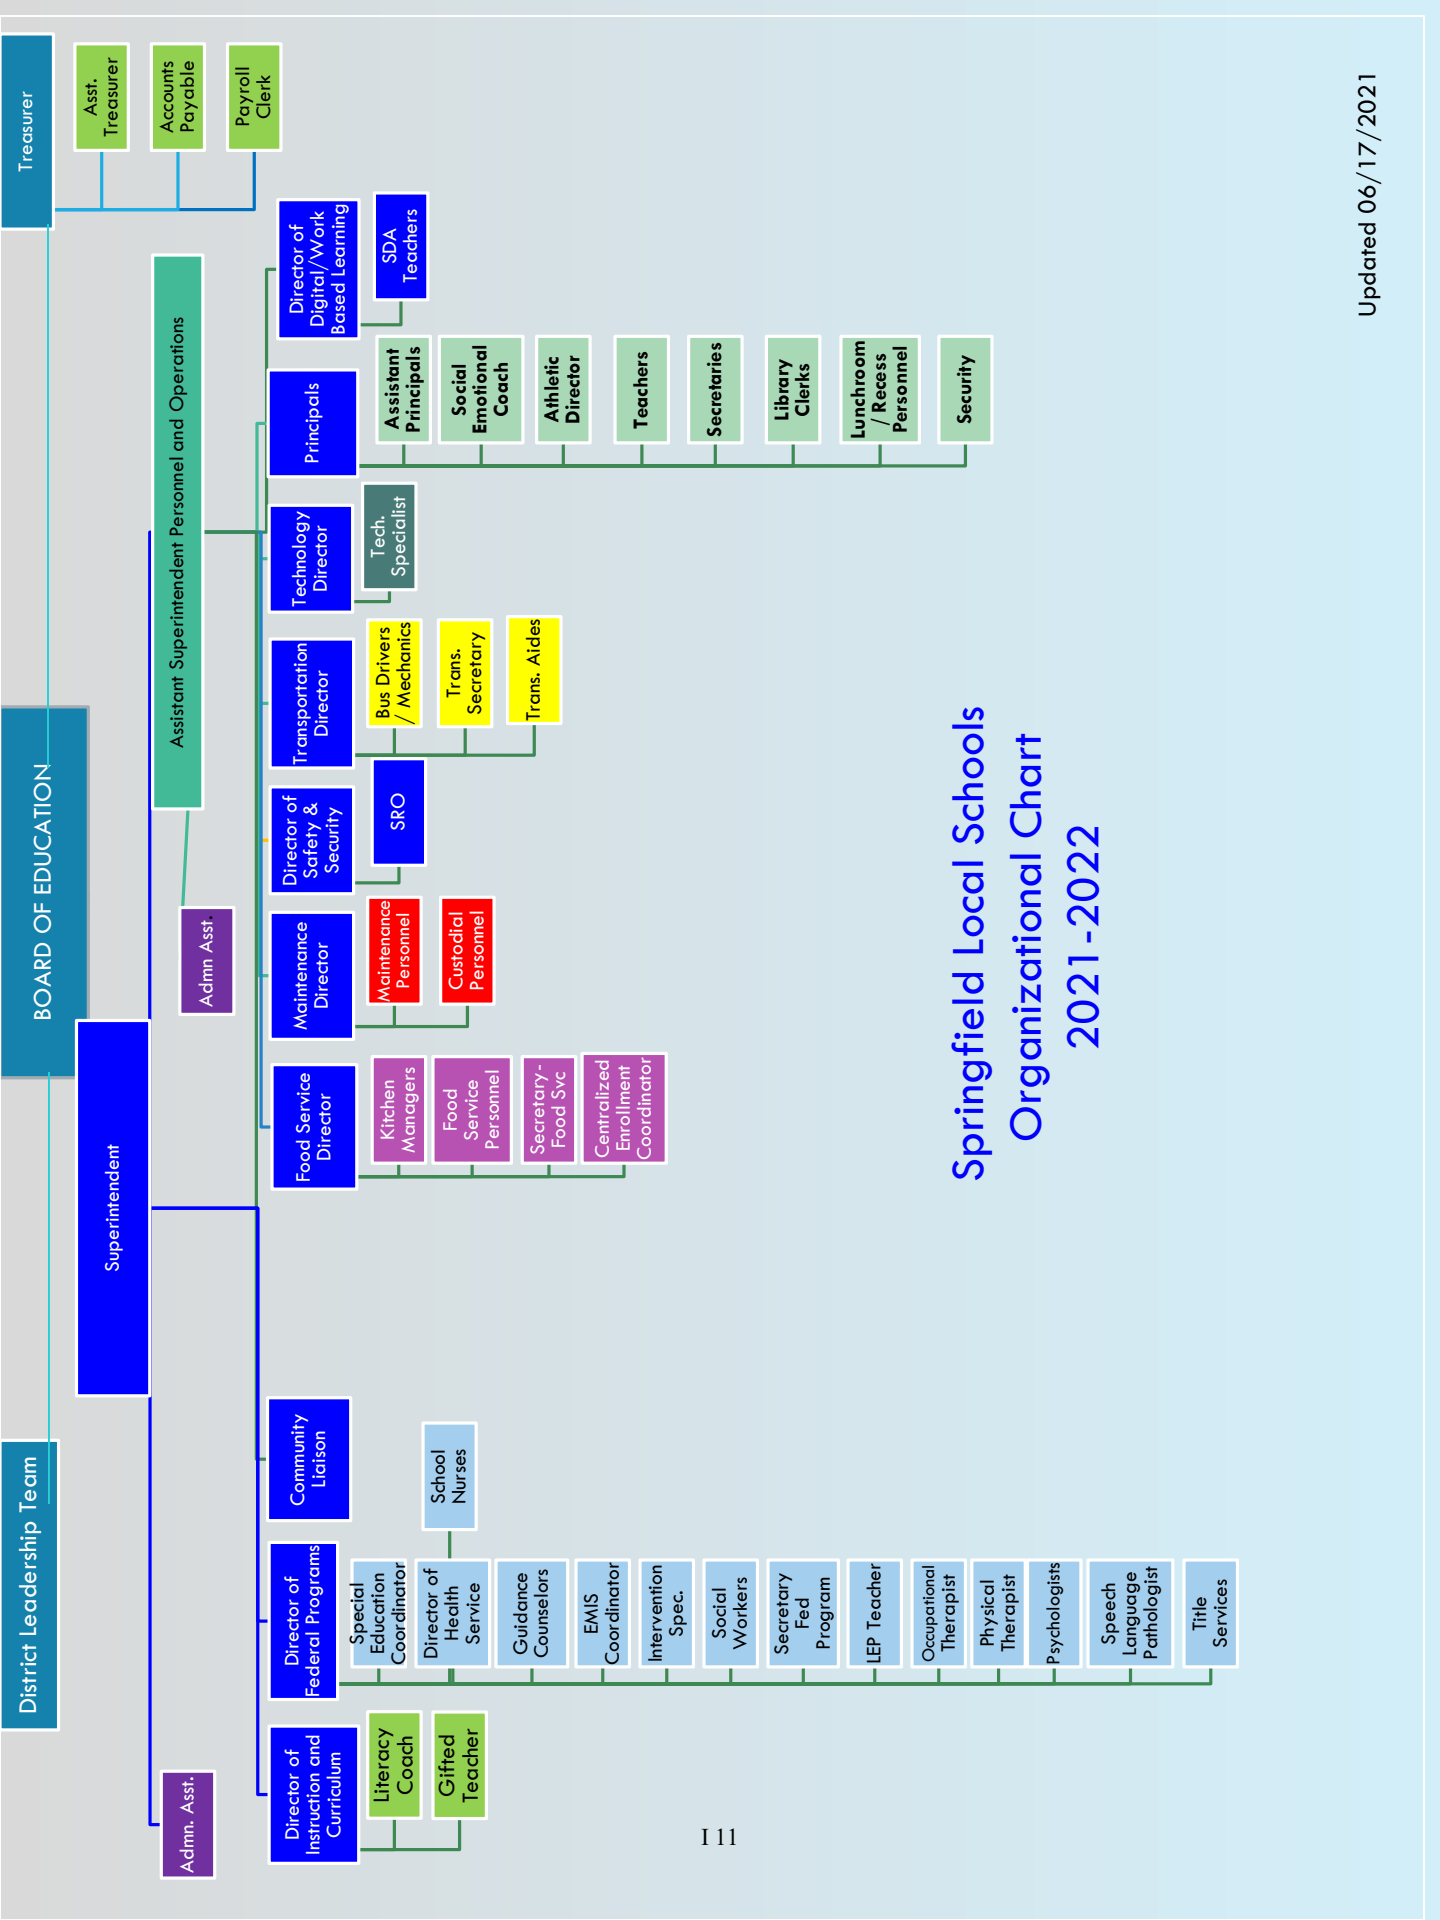 District Leadership Team
BOARD OF EDUCATION
Treasurer
Superintendent
Asst.
Treasurer
Accounts
Payable
Payroll
Clerk
Admn. Asst.
Admn Asst.
Assistant Superintendent Personnel and Operations
Director of
Instruction and
Curriculum
Literacy
Coach
Gifted
Teacher
Director of
Federal Programs
Special
Education
Coordinator
Director of
Health
Service
School
Nurses
Guidance
Counselors
EMIS
Coordinator
Intervention
Spec.
Social
Workers
Secretary
Fed
Program
LEP Teacher
Occupational
Therapist
Physical
Therapist
Psychologists
Speech
Language
Pathologist
Title
Services
Community
Liaison
Food Service
Director
Kitchen
Managers
Food
Service
Personnel
Secretary-
Food Svc
Centralized
Enrollment
Coordinator
Maintenance
Director
Maintenance
Personnel
Custodial
Personnel
Director of
Safety &
Security
SRO
Transportation
Director
Bus Drivers
/ Mechanics
Trans.
Secretary
Trans. Aides
Technology
Director
Tech.
Specialist
Principals
Assistant
Principals
Social
Emotional
Coach
Athletic
Director
Teachers
Secretaries
Library
Clerks
Lunchroom
/ Recess
Personnel
Security
Director of
Digital/Work
Based Learning
SDA
Teachers
Springfield Local Schools
Organizational Chart
2021-2022
Updated 06/17/2021
I 11